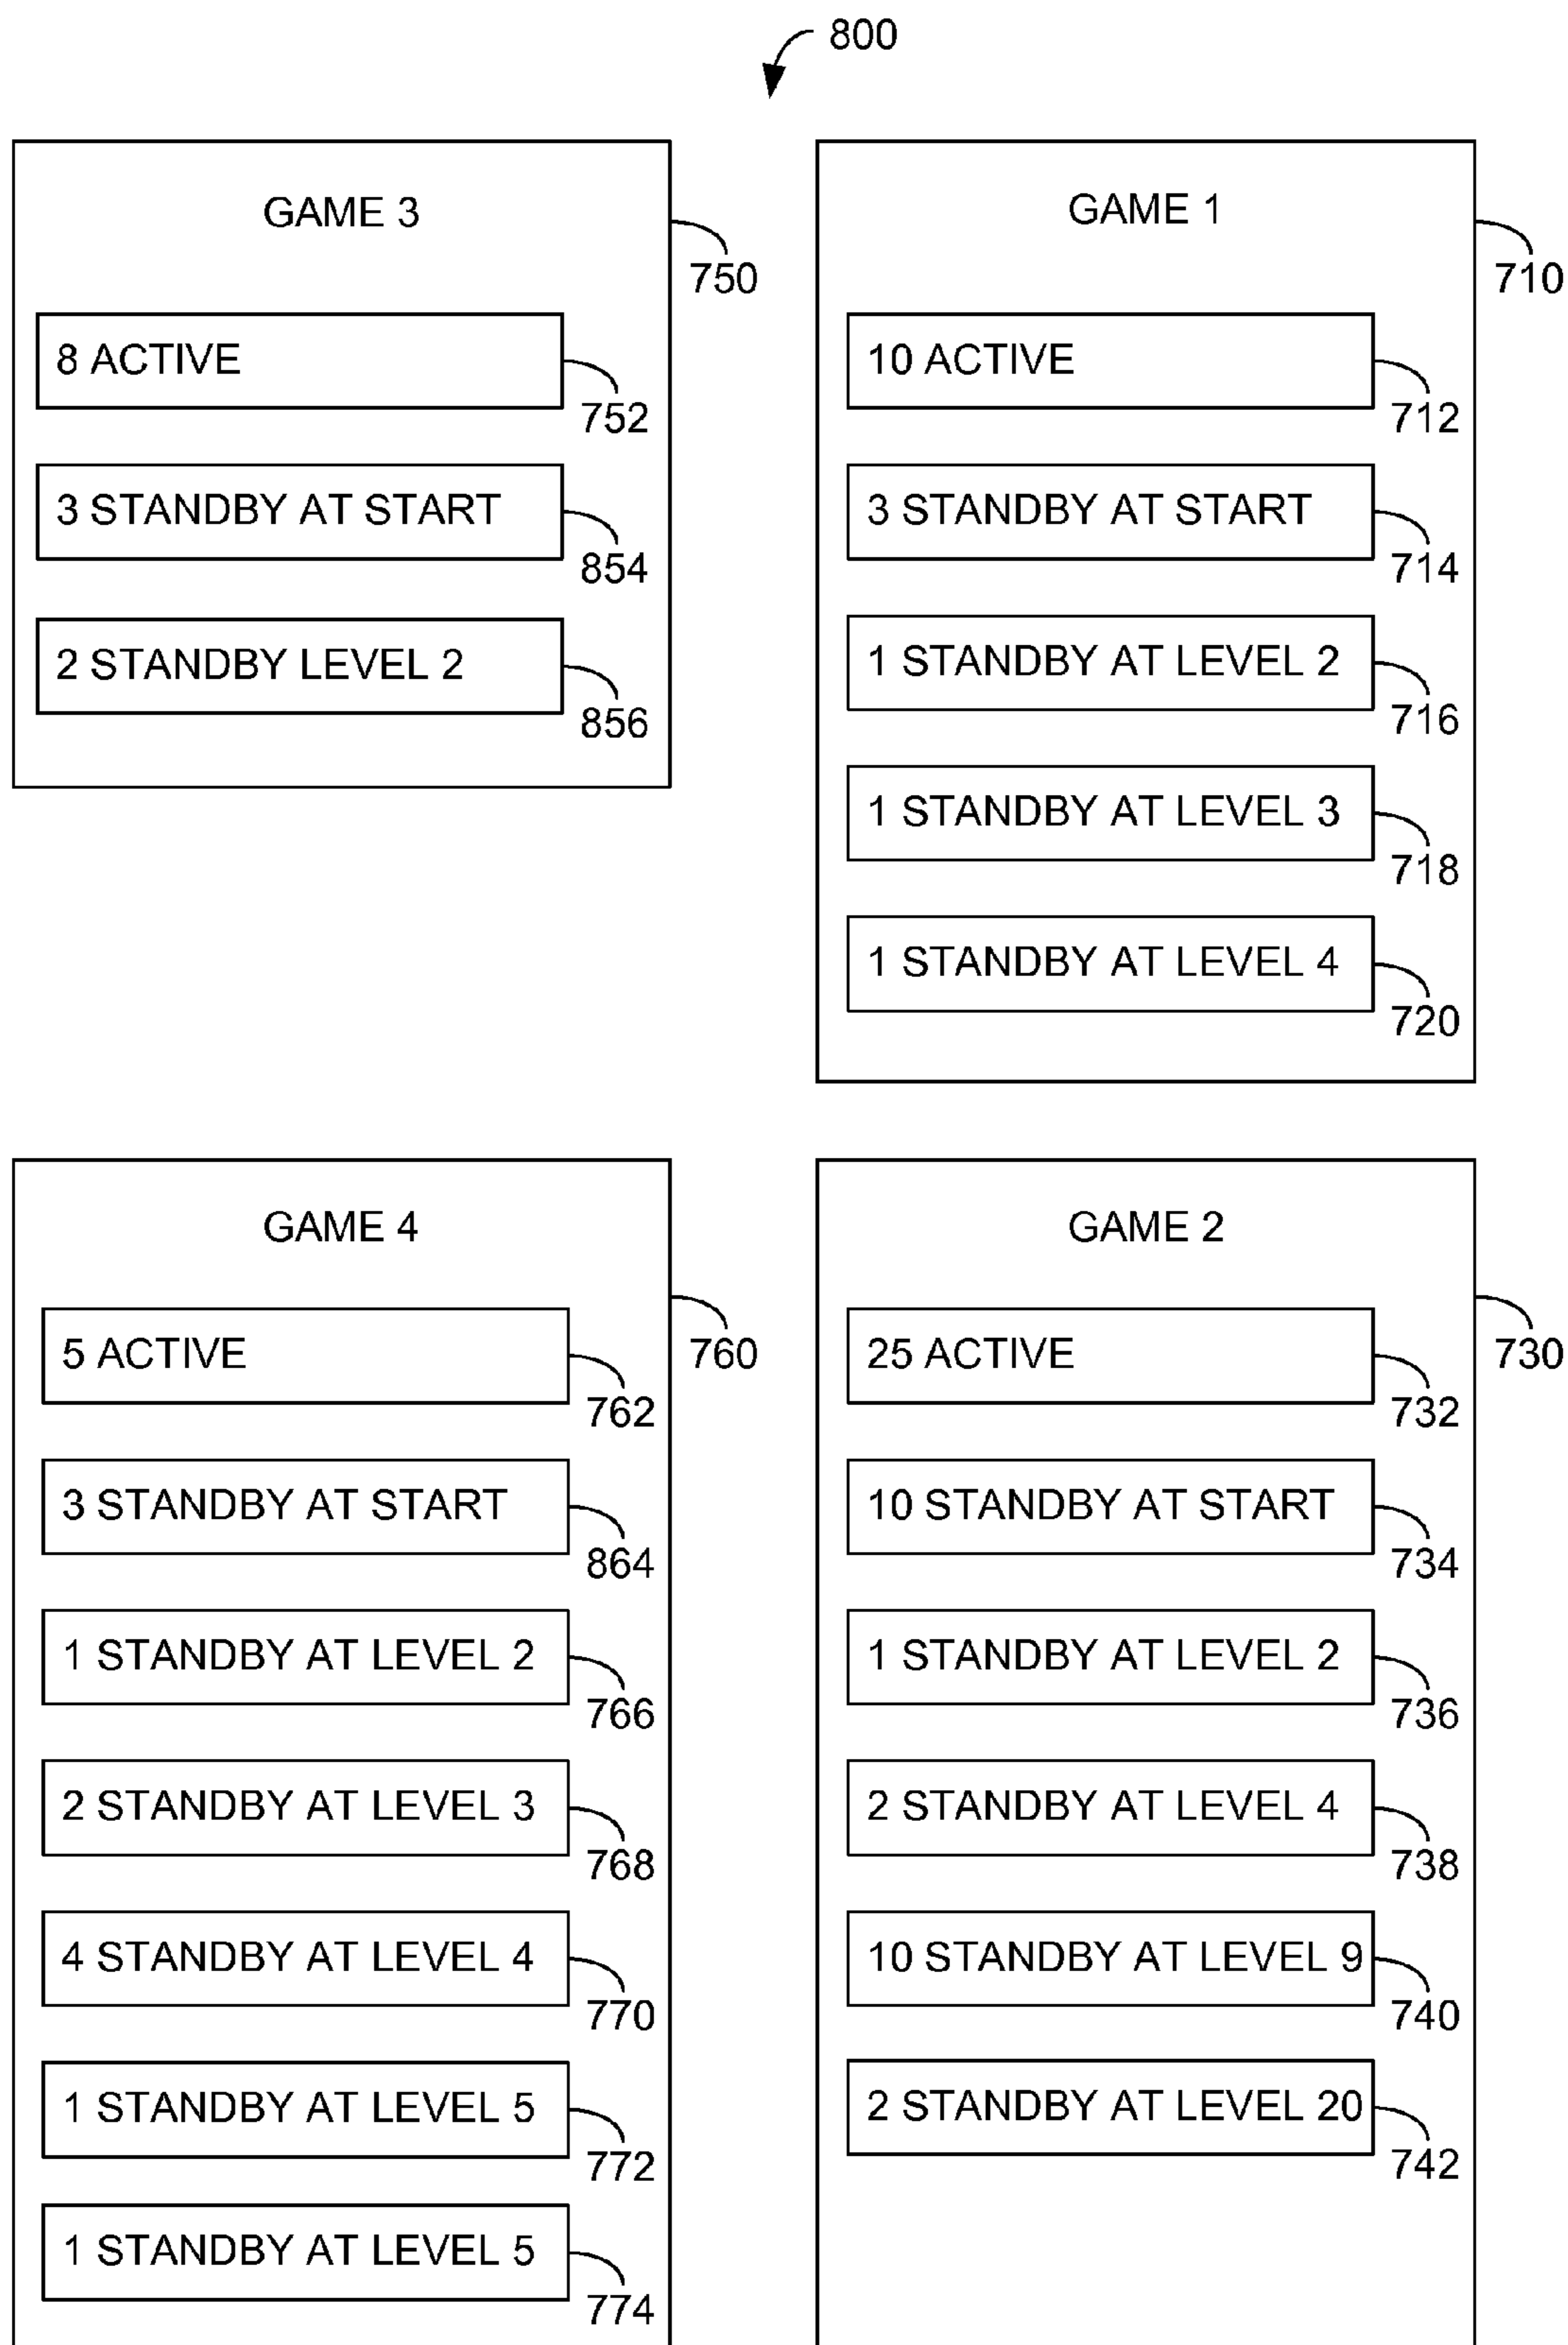 800
GAME 3
750
8 ACTIVE
752
3 STANDBY AT START
854
2 STANDBY LEVEL 2
856
GAME 1
710
10 ACTIVE
712
3 STANDBY AT START
714
1 STANDBY AT LEVEL 2
716
1 STANDBY AT LEVEL 3
718
1 STANDBY AT LEVEL 4
720
GAME 4
760
5 ACTIVE
762
3 STANDBY AT START
864
1 STANDBY AT LEVEL 2
766
2 STANDBY AT LEVEL 3
768
4 STANDBY AT LEVEL 4
770
1 STANDBY AT LEVEL 5
772
1 STANDBY AT LEVEL 5
774
GAME 2
730
25 ACTIVE
732
10 STANDBY AT START
734
1 STANDBY AT LEVEL 2
736
2 STANDBY AT LEVEL 4
738
10 STANDBY AT LEVEL 9
740
2 STANDBY AT LEVEL 20
742